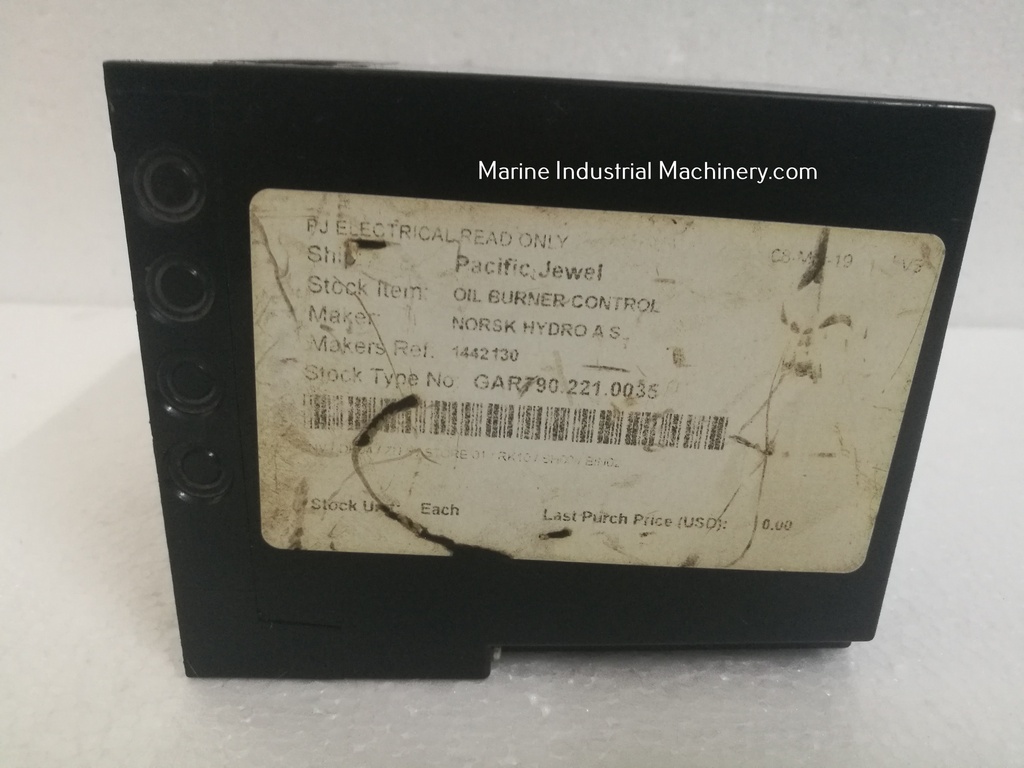 Marine Industrial Machinery.com
PJ ELECTRICAL READ ONLY
Pacific Jewel
Stock Item: OIL BURNER CONTROL
Maker: NORSK HYDRO A S,
Makers Ref. 1442130
Stock Type No: GAR790.221.0035
Stock Each
Last Purch Price (USD): 0.00